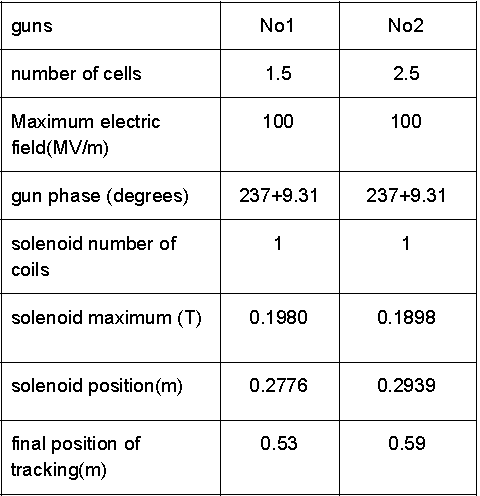 guns No1 No2
number of cells 1.5 2.5
Maximum electric 100 100
field(MV/m)
gun phase (degrees) 237+9.31 237+9.31
solenoid number of 1 1
coils
solenoid maximum (T) 0.1980 0.1898
solenoid position(m) 0.2776 0.2939
final position of 0.53 0.59
tracking(m)